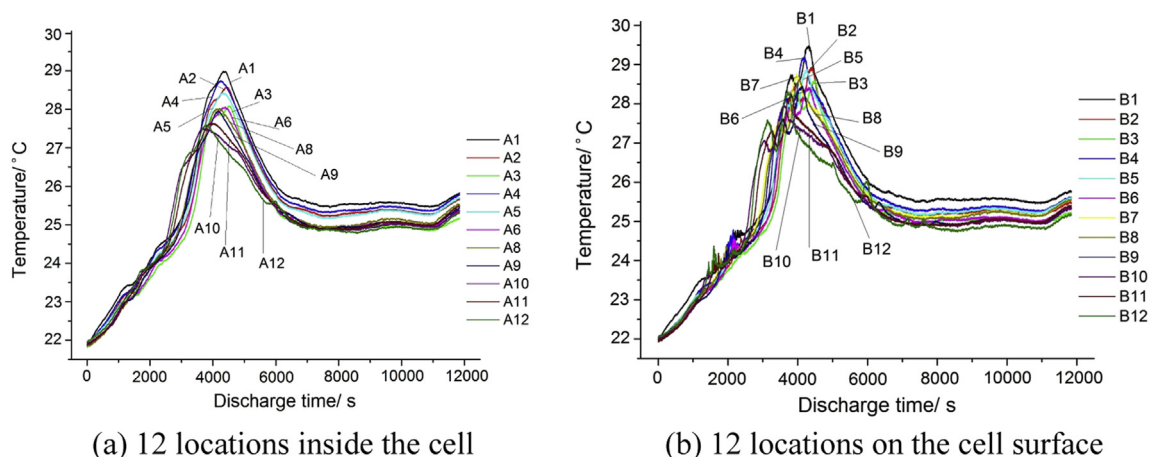 30
29
28
27
26
25
24
23
22
Temperature/ °C
A1
A2
A3
A4
A5
A6
A8
A9
A10
A11
A12
A1
A2
A3
A4
A5
A6
A8
A9
A10
A11
A12
0 2000 4000 6000 8000 10000 12000
Discharge time/ s
(a) 12 locations inside the cell
30
29
28
27
26
25
24
23
22
Temperature/ °C
B1
B2
B4
B5
B7
B3
B6
B8
B9
B12
B11
B10
B1
B2
B3
B4
B5
B6
B7
B8
B9
B10
B11
B12
0 2000 4000 6000 8000 10000 12000
Discharge time/ s
(b) 12 locations on the cell surface